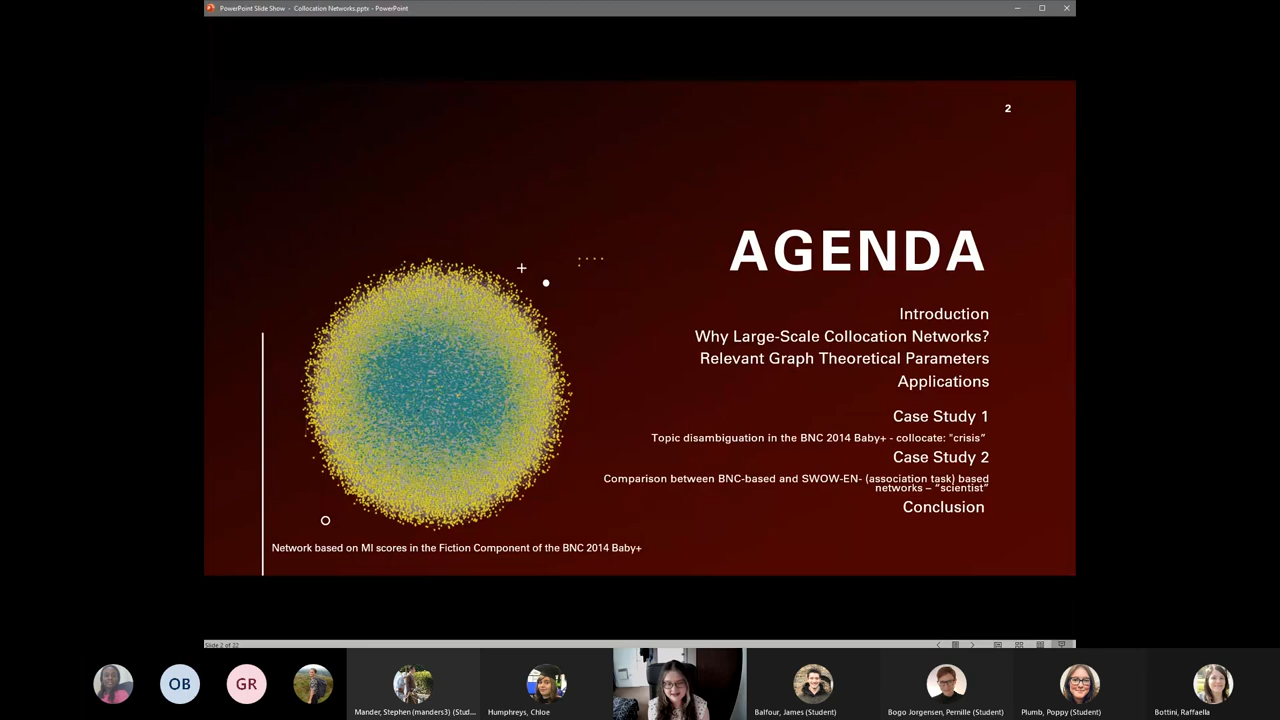 PowerPoint Slide Show - Collocation Networks.pptx - PowerPoint
2
AGENDA
Introduction
Why Large-Scale Collocation Networks?
Relevant Graph Theoretical Parameters
Applications
Case Study 1
Topic disambiguation in the BNC 2014 Baby+ - collocate: "crisis”
Case Study 2
Comparison between BNC-based and SWOW-EN- (association task) based
networks – “scientist”
Conclusion
Network based on MI scores in the Fiction Component of the BNC 2014 Baby+
Slide 2 of 22
OB
GR
Mander, Stephen (manders3) (Stud...
Humphreys, Chloe
Balfour, James (Student)
Bogo Jorgensen, Pernille (Student)
Plumb, Poppy (Student)
Bottini, Raffaella